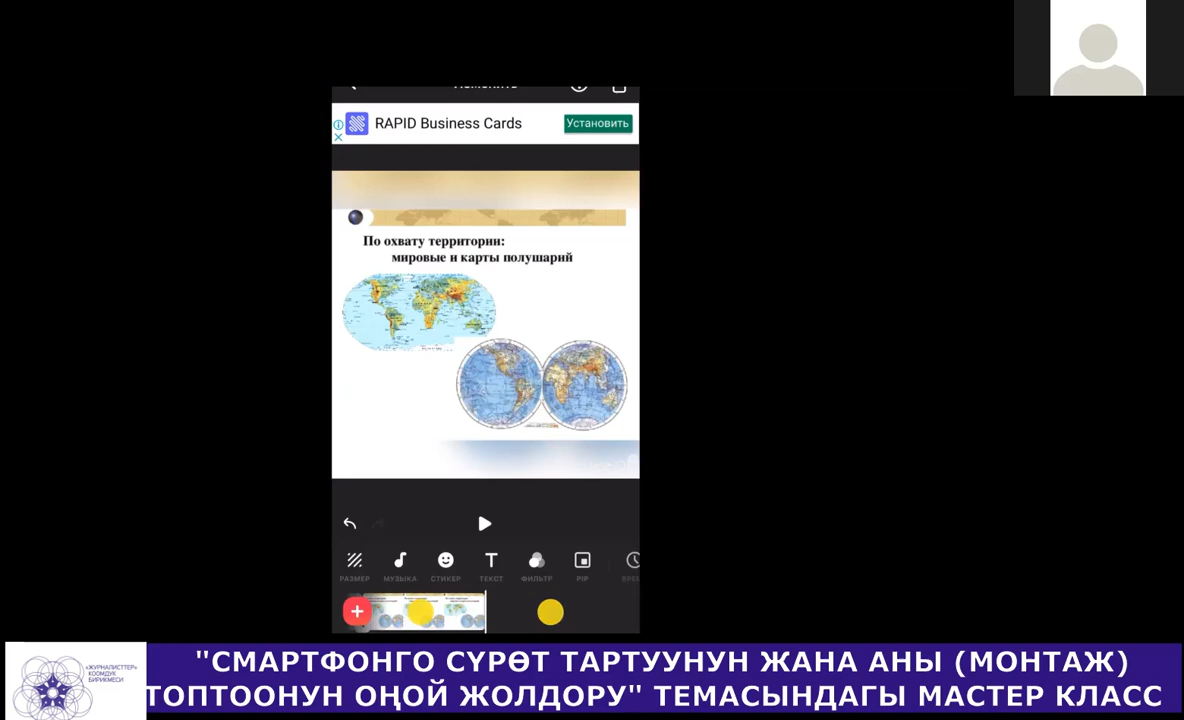 RAPID Business Cards
Установить
По охвату территории:
мировые и карты полушарий
РАЗМЕР МУЗЫКА СТИКЕР ТЕКСТ ФИЛЬТР PIP
"СМАРТФОНГО СҮРӨТ ТАРТУУНУН ЖАНА АНЫ (МОНТАЖ)
ТОПТООНУН ОҢОЙ ЖОЛДОРУ" ТЕМАСЫНДАГЫ МАСТЕР КЛАСС
«ЖУРНАЛИСТТЕР»
КООМДУК
БИРИКМЕСИ